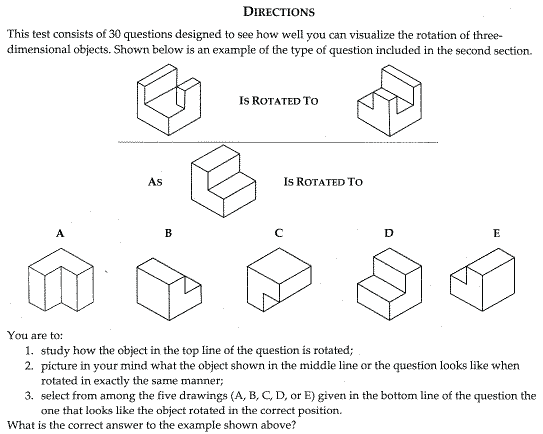 DIRECTIONS
This test consists of 30 questions designed to see how well you can visualize the rotation of three-
dimensional objects. Shown below is an example of the type of question included in the second section.
IS ROTATED TO
AS
IS ROTATED TO
A B C D E
You are to:
1. study how the object in the top line of the question is rotated;
2. picture in your mind what the object shown in the middle line or the question looks like when
rotated in exactly the same manner;
3. select from among the five drawings (A, B, C, D, or E) given in the bottom line of the question the
one that looks like the object rotated in the correct position.
What is the correct answer to the example shown above?